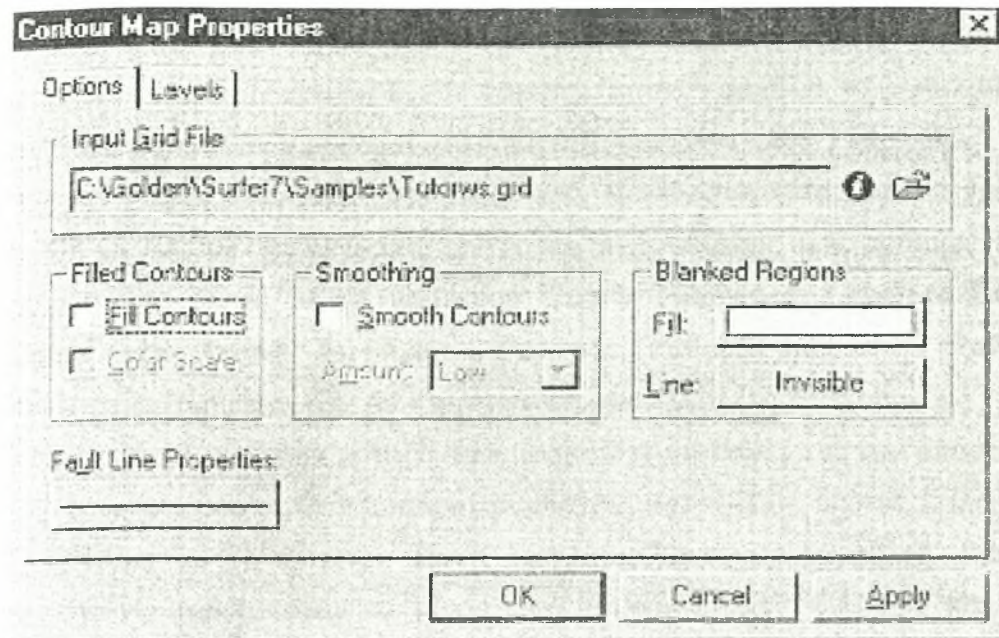 Contour Map Properties
Options Levels
Input Grid File
C:\Golden\Surfer7\Samples\Tutorws.grd
Filled Contours
Fill Contours
Color Scale
Smoothing
Smooth Contours
Amount: Low
Blanked Regions
Fill:
Line: Invisible
Fault Line Properties:
OK Cancel Apply